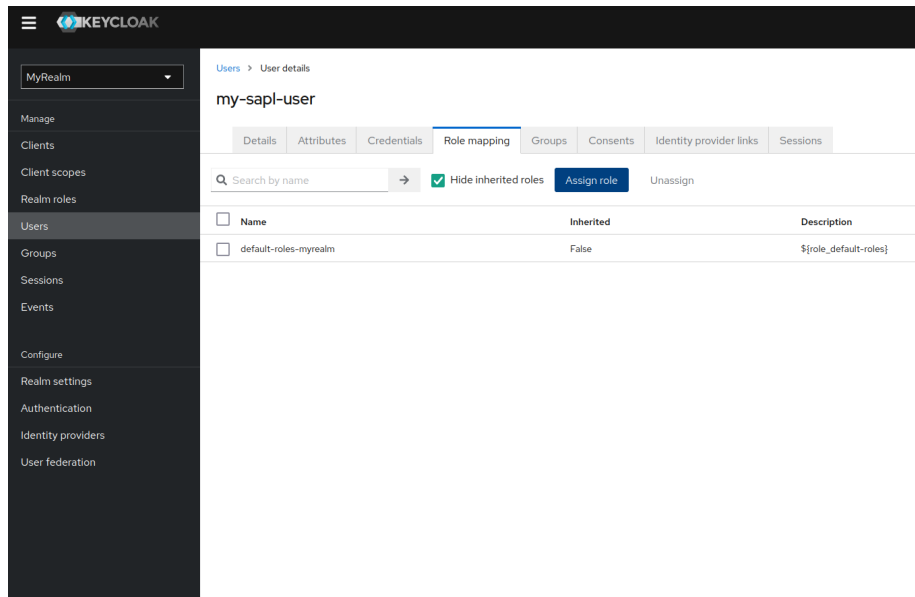 KEYCLOAK
MyRealm
Manage
Clients
Client scopes
Realm roles
Users
Groups
Sessions
Events
Configure
Realm settings
Authentication
Identity providers
User federation
Users > User details
my-sapl-user
Details Attributes Credentials Role mapping Groups Consents Identity provider links Sessions
Search by name → Hide inherited roles Assign role Unassign
Name Inherited Description
default-roles-myrealm False ${role_default-roles}